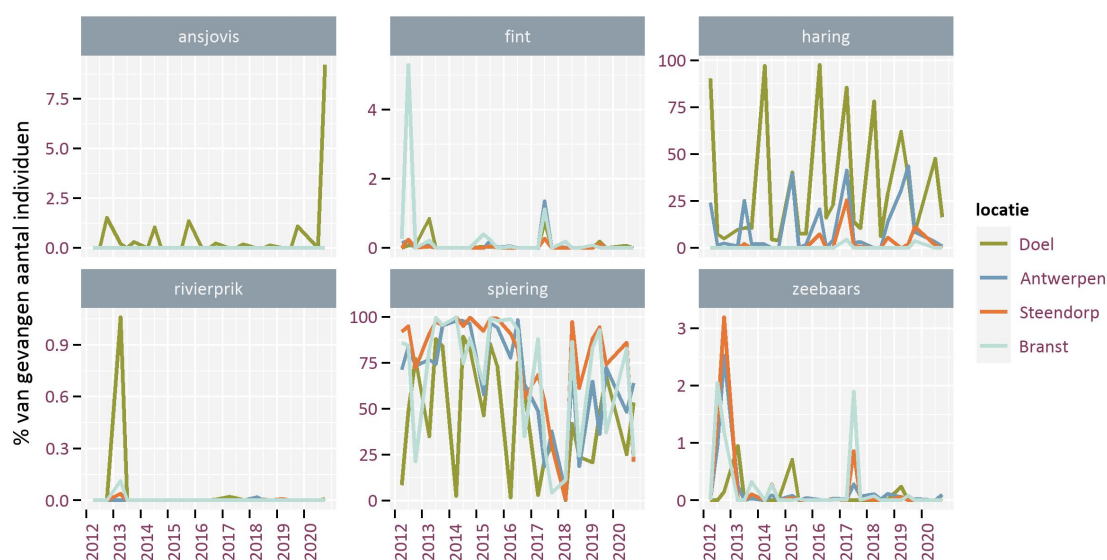 ansjovis
fint
haring
7.5
5.0
2.5
0.0
4
2
0
100
75
50
25
0
rivierprik
spiering
zeebaars
0.9
0.6
0.3
0.0
100
75
50
25
0
3
2
1
0
2012 2013 2014 2015 2016 2017 2018 2019 2020
2012 2013 2014 2015 2016 2017 2018 2019 2020
2012 2013 2014 2015 2016 2017 2018 2019 2020
% van gevangen aantal individuen
locatie
Doel
Antwerpen
Steendorp
Branst